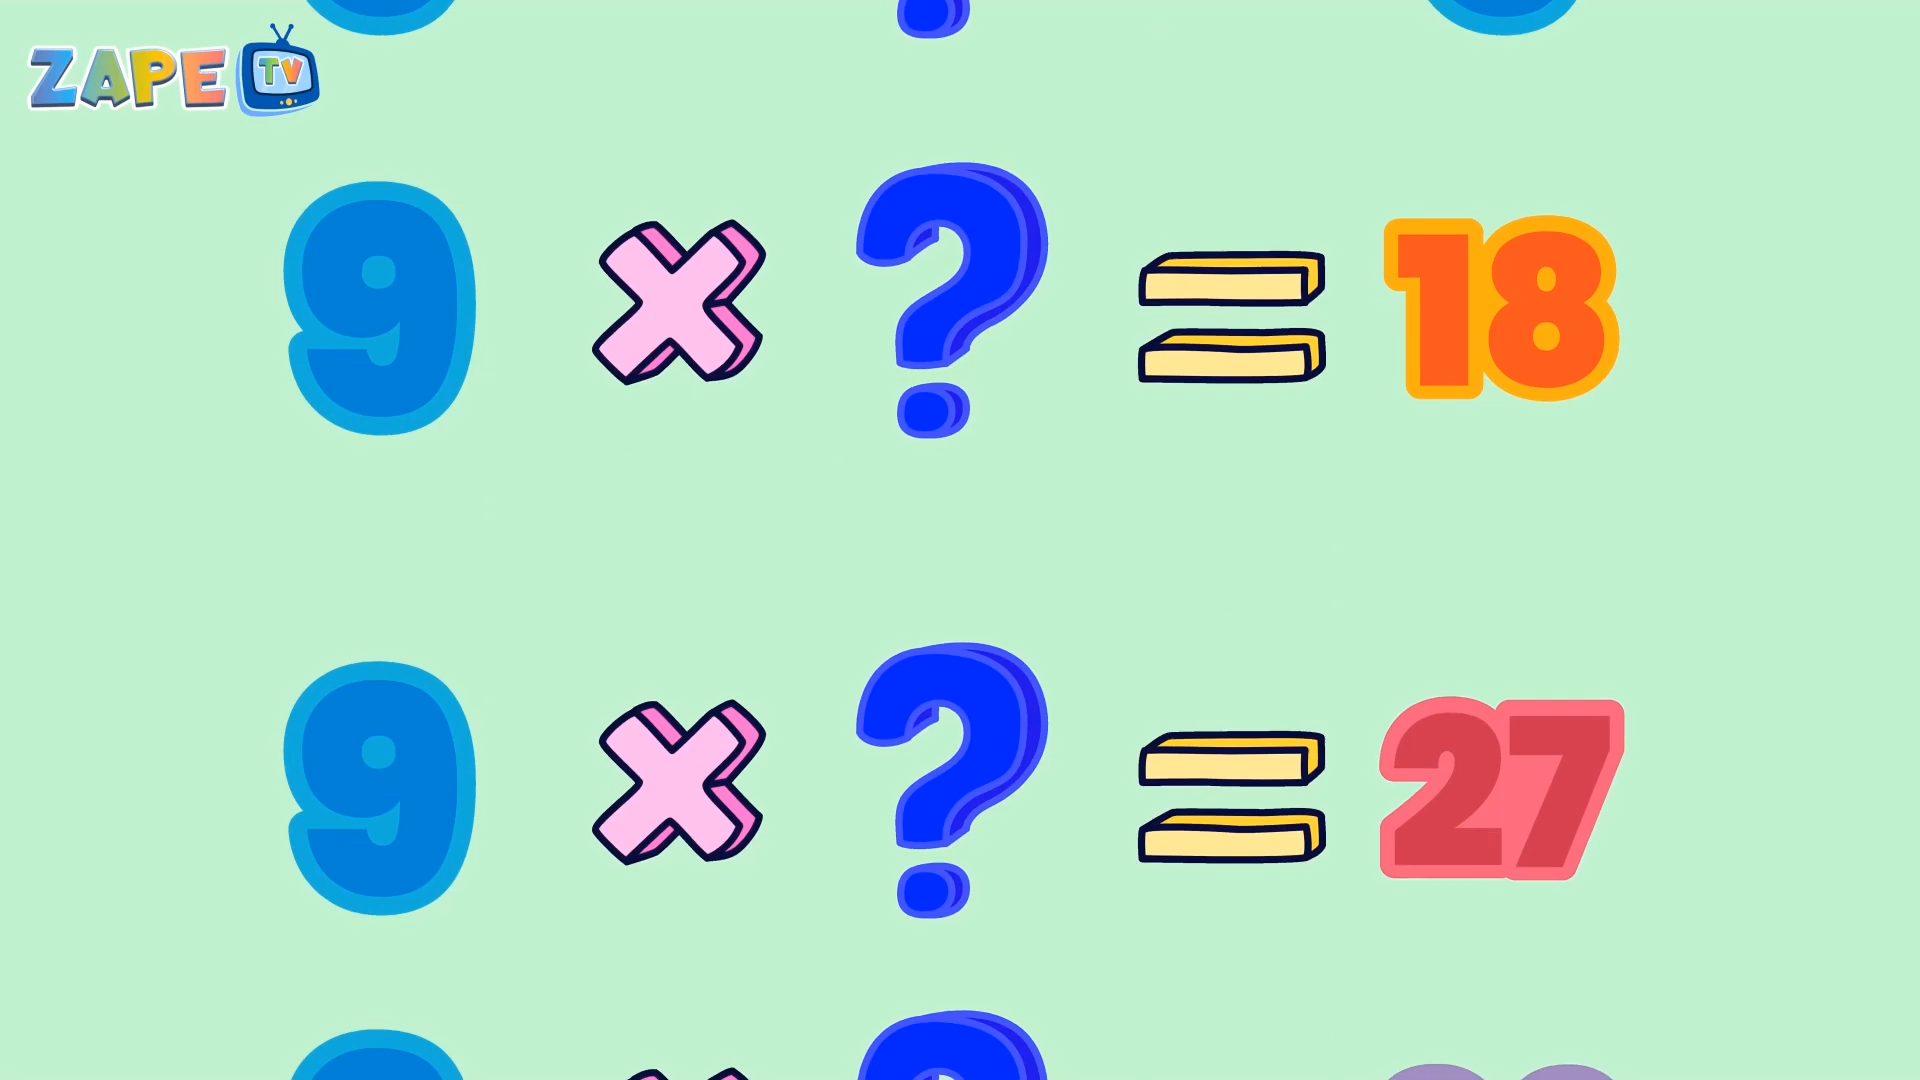 ZAPE TV
9 × ? = 18
9 × ? = 27